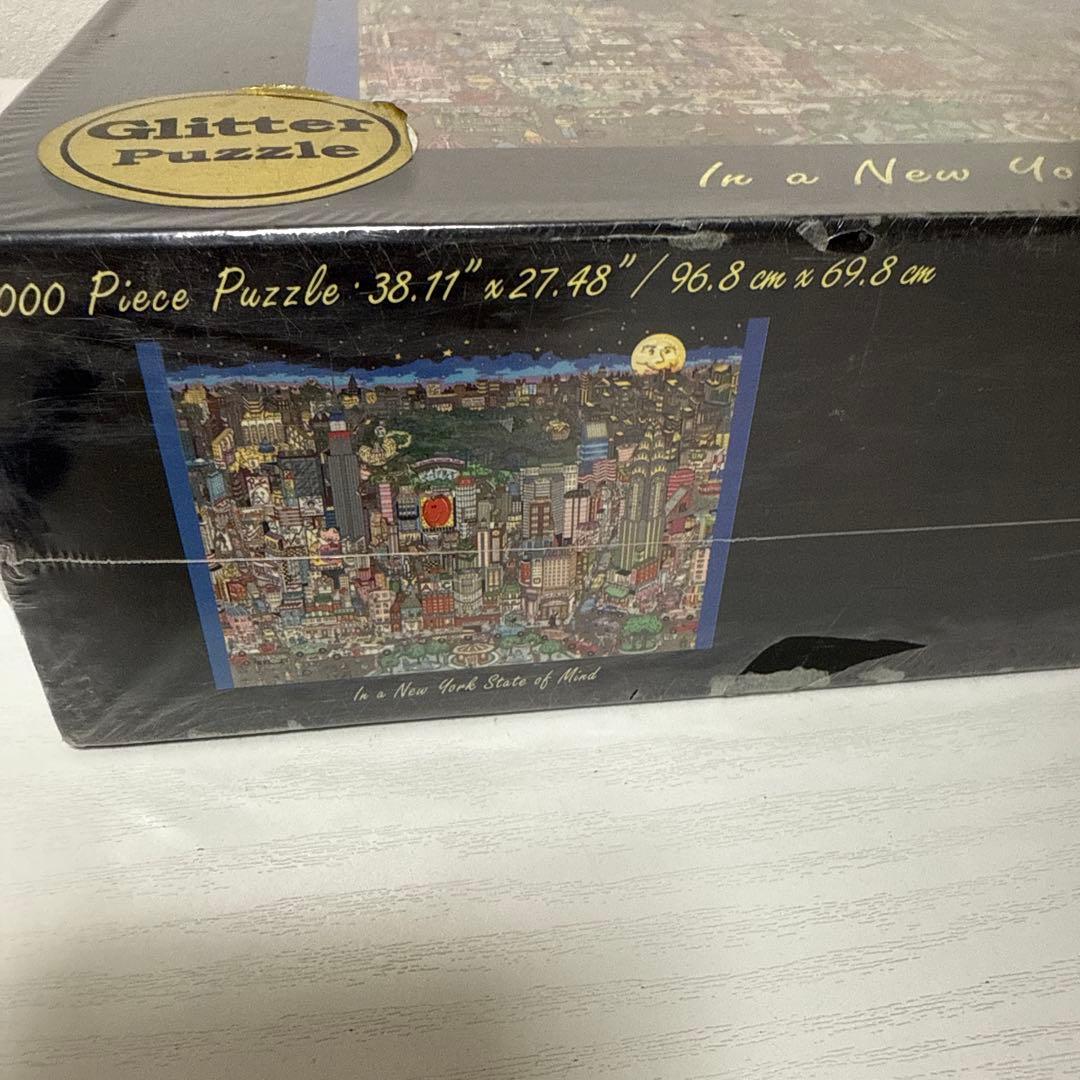 Glitter
Puzzle
In a New Yo
000 Piece Puzzle · 38.11" x 27.48" / 96.8 cm x 69.8 cm
In a New York State of Mind